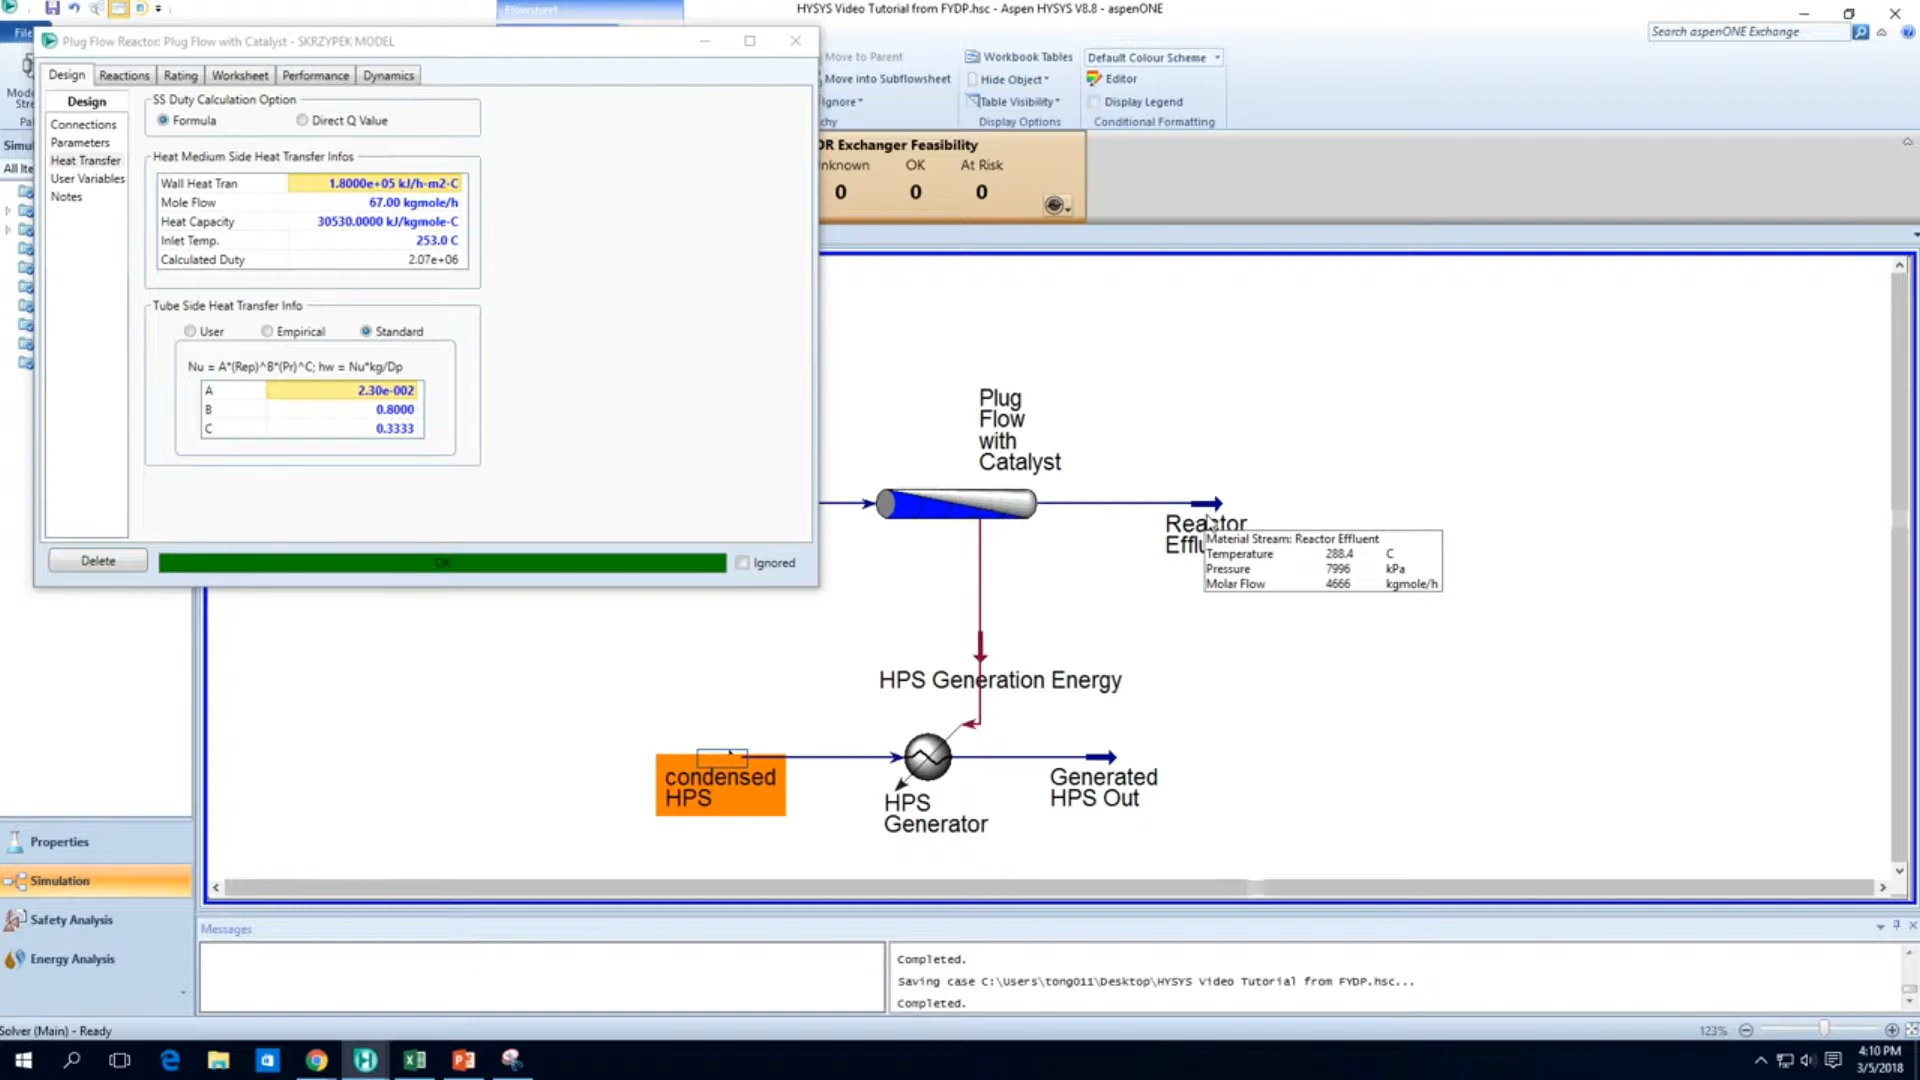 HYSYS Video Tutorial from FYDP.hsc - Aspen HYSYS V8.8 - aspenONE
Flowsheet
File
Search aspenONE Exchange
Move to Parent
Move into Subflowsheet
Ignore
Workbook Tables
Hide Object
Table Visibility
Display Options
Default Colour Scheme
Editor
Display Legend
Conditional Formatting
Exchanger Feasibility
OK
At Risk
0
0
0
Plug Flow Reactor: Plug Flow with Catalyst - SKRZYPEK MODEL
Design
Reactions
Rating
Worksheet
Performance
Dynamics
Design
Connections
Parameters
Heat Transfer
User Variables
Notes
SS Duty Calculation Option
Formula
Direct Q Value
Heat Medium Side Heat Transfer Infos
Wall Heat Tran 1.8000e+05 kJ/h-m2-C
Mole Flow 67.00 kgmole/h
Heat Capacity 30530.0000 kJ/kgmole-C
Inlet Temp. 253.0 C
Calculated Duty 2.07e+06
Tube Side Heat Transfer Info
User
Empirical
Standard
Nu = A*(Rep)^B*(Pr)^C; hw = Nu*kg/Dp
A 2.30e-002
B 0.8000
C 0.3333
Delete
OK
Ignored
Plug
Flow
with
Catalyst
Reactor
Material Stream: Reactor Effluent
Temperature 288.4 C
Pressure 7996 kPa
Molar Flow 4666 kgmole/h
HPS Generation Energy
condensed
HPS
HPS
Generator
Generated
HPS Out
Properties
Simulation
Safety Analysis
Energy Analysis
Messages
Completed.
Saving case C:\Users\tong011\Desktop\HYSYS Video Tutorial from FYDP.hsc...
Completed.
Solver (Main) - Ready
123%
4:10 PM
3/5/2018